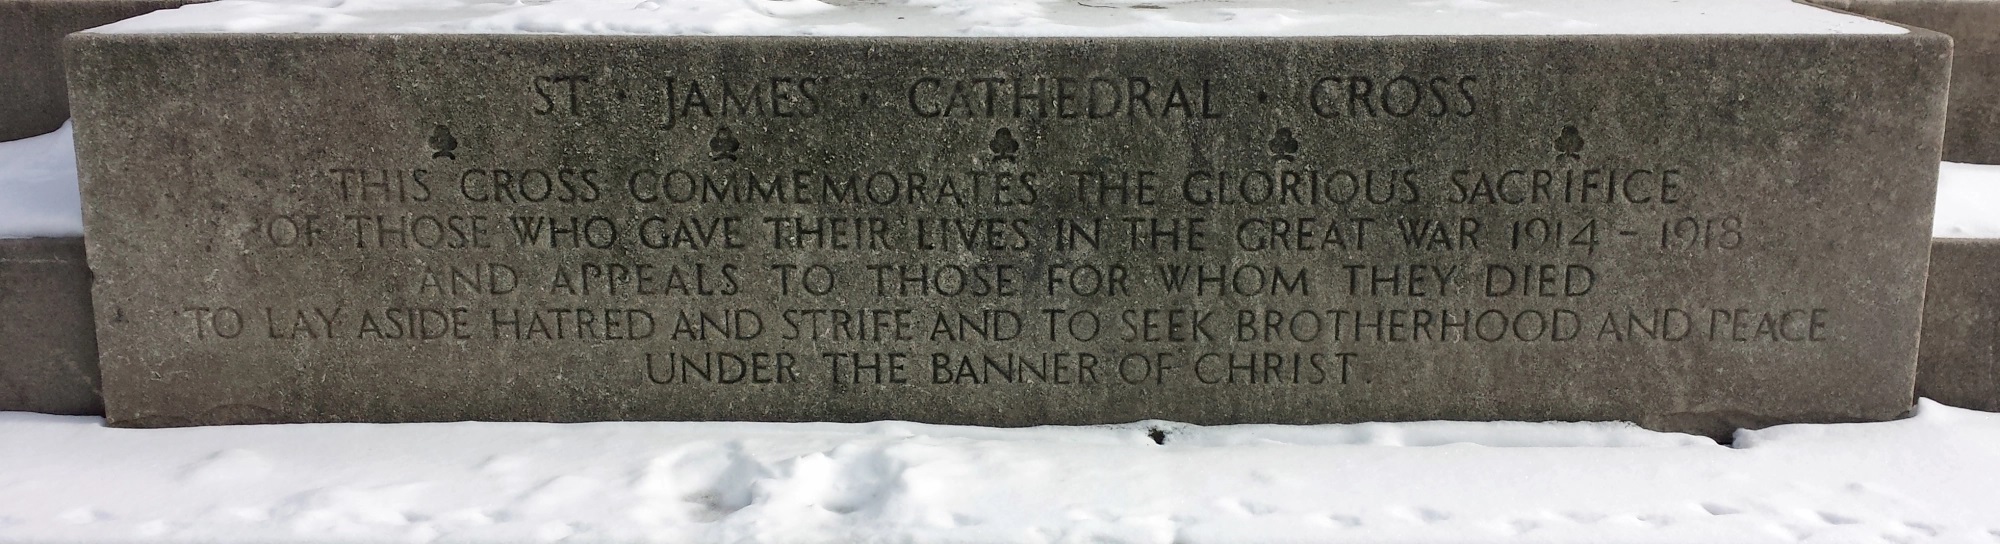 ST · JAMES · CATHEDRAL · CROSS
THIS CROSS COMMEMORATES THE GLORIOUS SACRIFICE
OF THOSE WHO GAVE THEIR LIVES IN THE GREAT WAR 1914 - 1918
AND APPEALS TO THOSE FOR WHOM THEY DIED
TO LAY ASIDE HATRED AND STRIFE AND TO SEEK BROTHERHOOD AND PEACE
UNDER THE BANNER OF CHRIST.